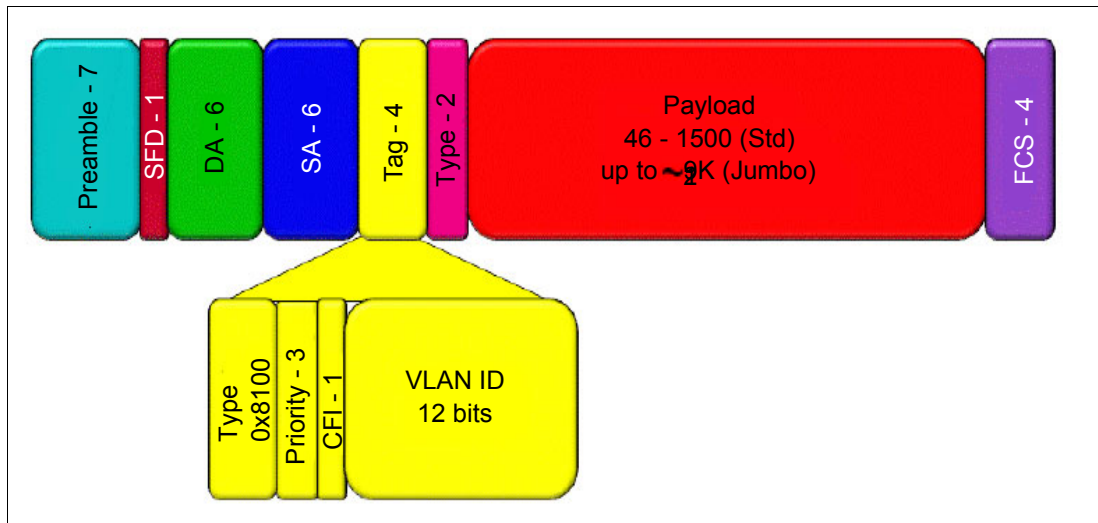 Preamble - 7
SFD - 1
DA - 6
SA - 6
Tag - 4
Type - 2
Payload
46 - 1500 (Std)
up to (Jumbo)
FCS - 4
Type
0x8100
Priority - 3
CFI - 1
VLAN ID
12 bits